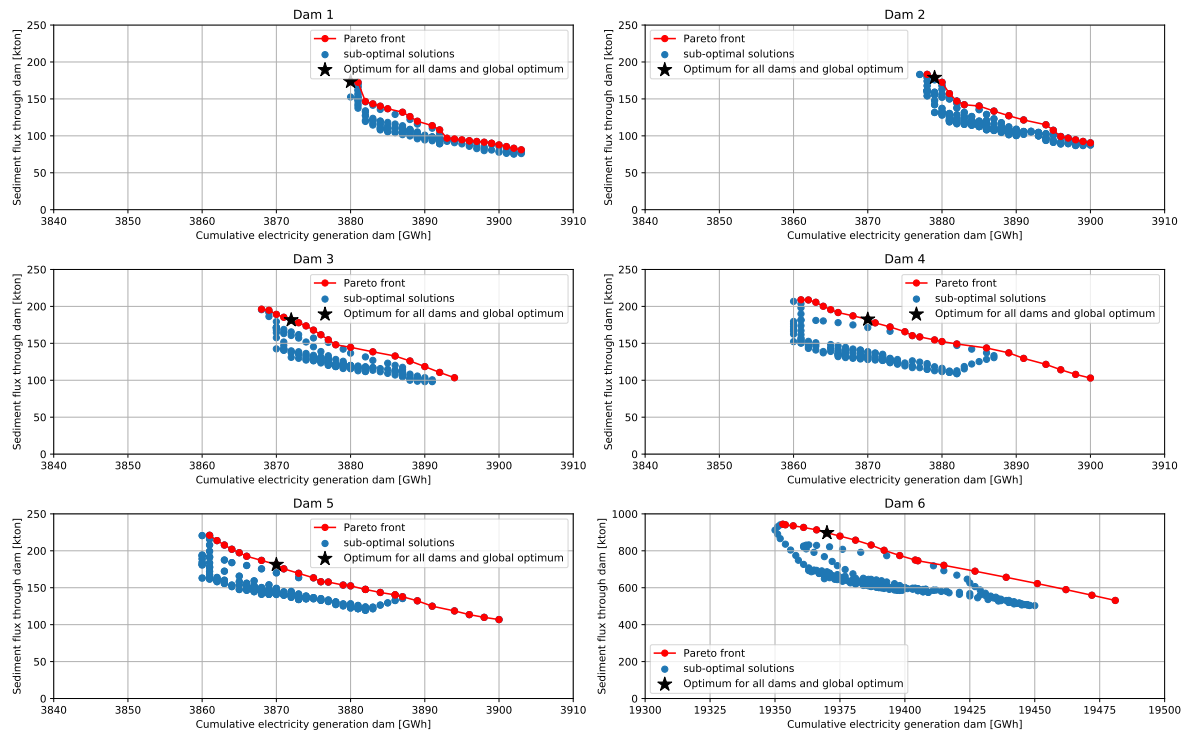 Dam 1
Sediment flux through dam [kton]
250
200
150
100
50
0
Pareto front
sub-optimal solutions
Optimum for all dams and global optimum
3840 3850 3860 3870 3880 3890 3900 3910
Cumulative electricity generation dam [GWh]
Dam 2
Sediment flux through dam [kton]
250
200
150
100
50
0
Pareto front
sub-optimal solutions
Optimum for all dams and global optimum
3840 3850 3860 3870 3880 3890 3900 3910
Cumulative electricity generation dam [GWh]
Dam 3
Sediment flux through dam [kton]
250
200
150
100
50
0
Pareto front
sub-optimal solutions
Optimum for all dams and global optimum
3840 3850 3860 3870 3880 3890 3900 3910
Cumulative electricity generation dam [GWh]
Dam 4
Sediment flux through dam [kton]
250
200
150
100
50
0
Pareto front
sub-optimal solutions
Optimum for all dams and global optimum
3840 3850 3860 3870 3880 3890 3900 3910
Cumulative electricity generation dam [GWh]
Dam 5
Sediment flux through dam [kton]
250
200
150
100
50
0
Pareto front
sub-optimal solutions
Optimum for all dams and global optimum
3840 3850 3860 3870 3880 3890 3900 3910
Cumulative electricity generation dam [GWh]
Dam 6
Sediment flux through dam [kton]
1000
800
600
400
200
0
Pareto front
sub-optimal solutions
Optimum for all dams and global optimum
19300 19325 19350 19375 19400 19425 19450 19475 19500
Cumulative electricity generation dam [GWh]